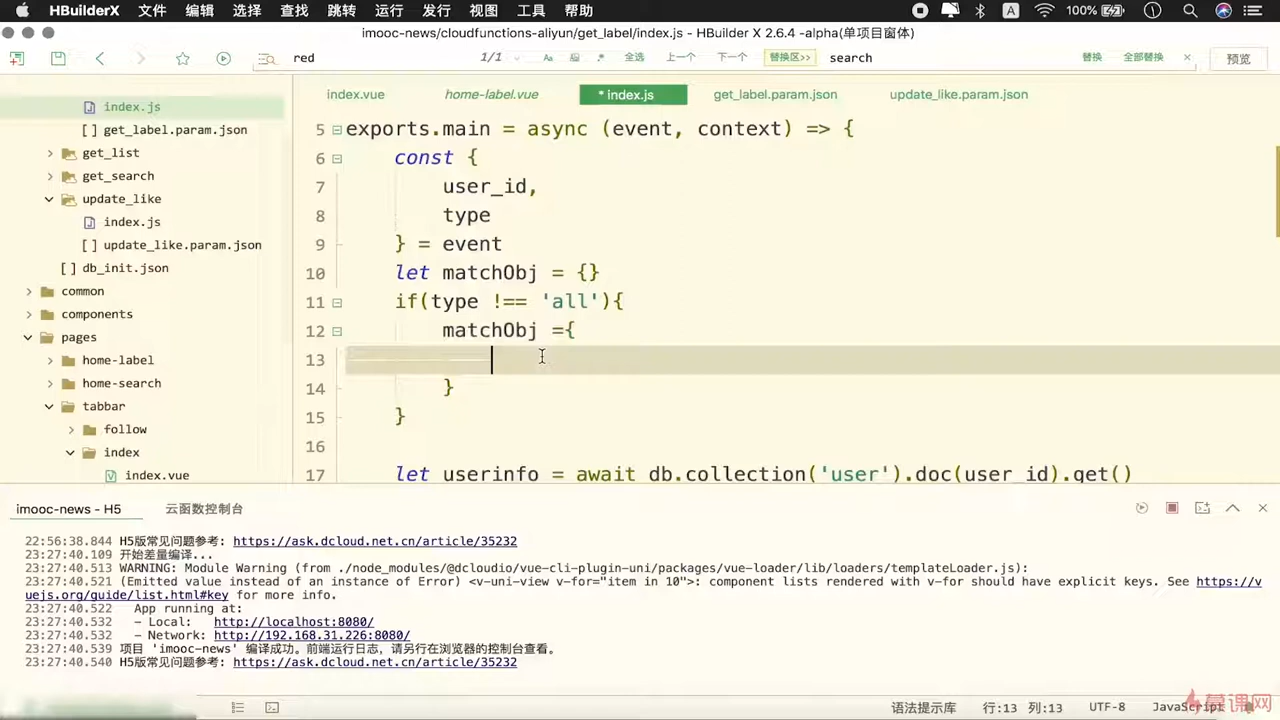 HBuilderX 文件 编辑 选择 查找 跳转 运行 发行 视图 工具 帮助 A 100%
imooc-news/cloudfunctions-aliyun/get_label/index.js - HBuilder X 2.6.4 -alpha(单项目窗体)
red 1/1 Aa .* 全选 上一个 下一个 替换区>> search 替换 全部替换 × 预览
index.vue home-label.vue * index.js get_label.param.json update_like.param.json
index.js
[ ] get_label.param.json
get_list
get_search
update_like
index.js
[ ] update_like.param.json
[ ] db_init.json
common
components
pages
home-label
home-search
tabbar
follow
index
index.vue
5 exports.main = async (event, context) => {
6 const {
7 user_id,
8 type
9 } = event
10 let matchObj = {}
11 if(type !== 'all'){
12 matchObj ={
13
14 }
15 }
16
17 let userinfo = await db.collection('user').doc(user_id).get()
imooc-news - H5 云函数控制台
22:56:38.844 H5版常见问题参考: https://ask.dcloud.net.cn/article/35232
23:27:40.109 开始差量编译...
23:27:40.513 WARNING: Module Warning (from ./node_modules/@dcloudio/vue-cli-plugin-uni/packages/vue-loader/lib/loaders/templateLoader.js):
23:27:40.521 (Emitted value instead of an instance of Error) <v-uni-view v-for="item in 10">: component lists rendered with v-for should have explicit keys. See https://v
uejs.org/guide/list.html#key for more info.
23:27:40.522 App running at:
23:27:40.532 - Local: http://localhost:8080/
23:27:40.532 - Network: http://192.168.31.226:8080/
23:27:40.539 项目 'imooc-news' 编译成功。前端运行日志，请另行在浏览器的控制台查看。
23:27:40.540 H5版常见问题参考: https://ask.dcloud.net.cn/article/35232
语法提示库 行:13 列:13 UTF-8 JavaScript
慕课网